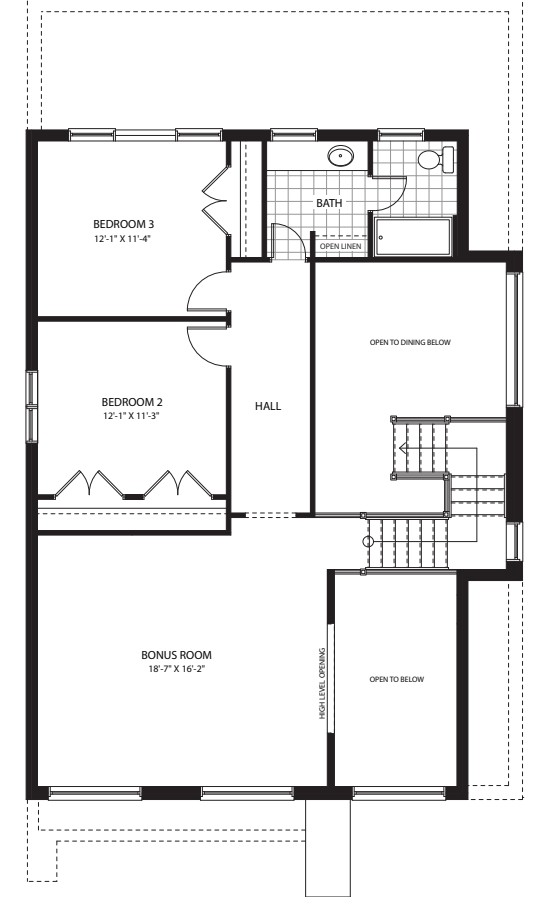 BATH
OPEN LINEN
BEDROOM 3
12'-1" X 11'-4"
OPEN TO DINING BELOW
BEDROOM 2
12'-1" X 11'-3"
HALL
BONUS ROOM
18'-7" X 16'-2"
HIGH LEVEL OPENING
OPEN TO BELOW